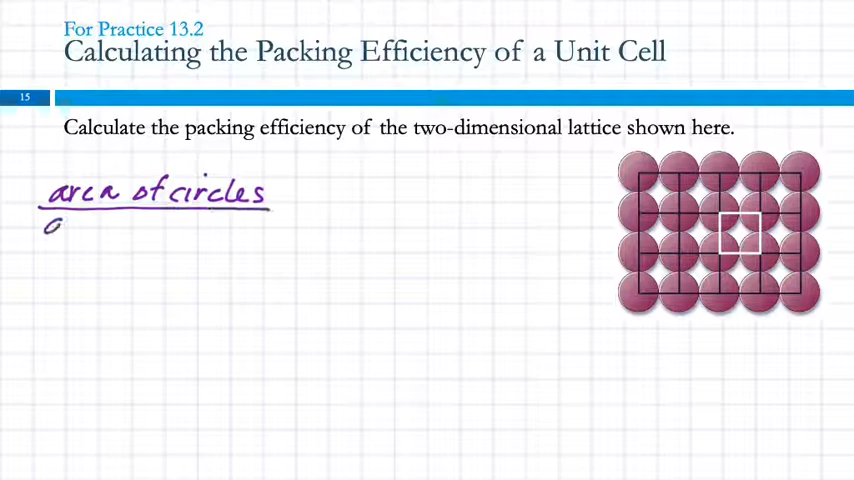 For Practice 13.2
Calculating the Packing Efficiency of a Unit Cell
15
Calculate the packing efficiency of the two-dimensional lattice shown here.
area of circles
a